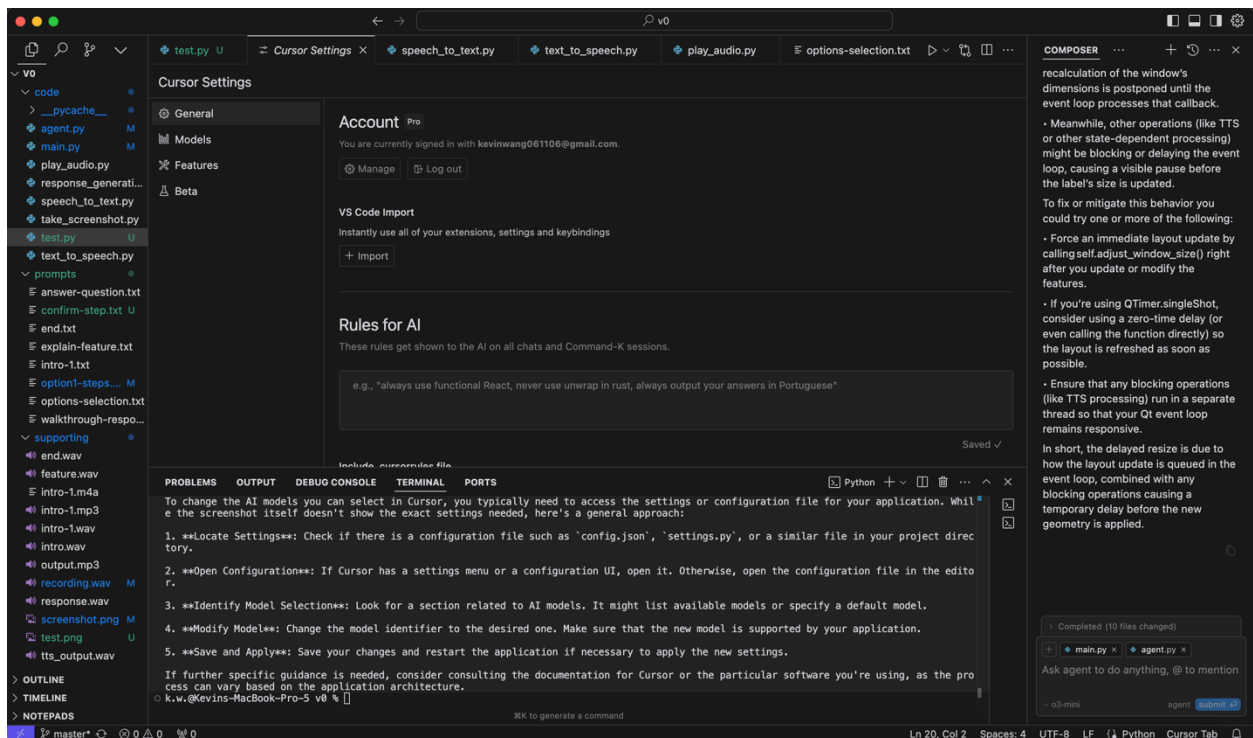 v0
test.py U
Cursor Settings
speech_to_text.py
text_to_speech.py
play_audio.py
options-selection.txt
V0
code
__pycache__
agent.py M
main.py M
play_audio.py
response_generati...
speech_to_text.py
take_screenshot.py
test.py U
text_to_speech.py
prompts
answer-question.txt
confirm-step.txt U
end.txt
explain-feature.txt
intro-1.txt
option1-steps.... M
options-selection.txt
walkthrough-respo...
supporting
end.wav
feature.wav
intro-1.m4a
intro-1.mp3
intro-1.wav
intro.wav
output.mp3
recording.wav M
response.wav
screenshot.png M
test.png U
tts_output.wav
OUTLINE
TIMELINE
NOTEPADS
Cursor Settings
General
Models
Features
Beta
Account Pro
You are currently signed in with kevinwang061106@gmail.com.
Manage
Log out
VS Code Import
Instantly use all of your extensions, settings and keybindings
+ Import
Rules for AI
These rules get shown to the AI on all chats and Command-K sessions.
e.g., "always use functional React, never use unwrap in rust, always output your answers in Portuguese"
Saved ✓
Include .cursorrules file
PROBLEMS OUTPUT DEBUG CONSOLE TERMINAL PORTS
Python
To change the AI models you can select in Cursor, you typically need to access the settings or configuration file for your application. Whil
e the screenshot itself doesn't show the exact settings needed, here's a general approach:
1. **Locate Settings**: Check if there is a configuration file such as `config.json`, `settings.py`, or a similar file in your project direc
tory.
2. **Open Configuration**: If Cursor has a settings menu or a configuration UI, open it. Otherwise, open the configuration file in the edito
r.
3. **Identify Model Selection**: Look for a section related to AI models. It might list available models or specify a default model.
4. **Modify Model**: Change the model identifier to the desired one. Make sure that the new model is supported by your application.
5. **Save and Apply**: Save your changes and restart the application if necessary to apply the new settings.
If further specific guidance is needed, consider consulting the documentation for Cursor or the particular software you're using, as the pro
cess can vary based on the application architecture.
k.w.@Kevins-MacBook-Pro-5 v0 %
⌘K to generate a command
COMPOSER
recalculation of the window's
dimensions is postponed until the
event loop processes that callback.
• Meanwhile, other operations (like TTS
or other state-dependent processing)
might be blocking or delaying the event
loop, causing a visible pause before
the label's size is updated.
To fix or mitigate this behavior you
could try one or more of the following:
• Force an immediate layout update by
calling self.adjust_window_size() right
after you update or modify the
features.
• If you're using QTimer.singleShot,
consider using a zero-time delay (or
even calling the function directly) so
the layout is refreshed as soon as
possible.
• Ensure that any blocking operations
(like TTS processing) run in a separate
thread so that your Qt event loop
remains responsive.
In short, the delayed resize is due to
how the layout update is queued in the
event loop, combined with any
blocking operations causing a
temporary delay before the new
geometry is applied.
Completed (10 files changed)
main.py × agent.py ×
Ask agent to do anything, @ to mention
o3-mini agent submit
master* 0 0 0
Ln 20, Col 2 Spaces: 4 UTF-8 LF Python Cursor Tab